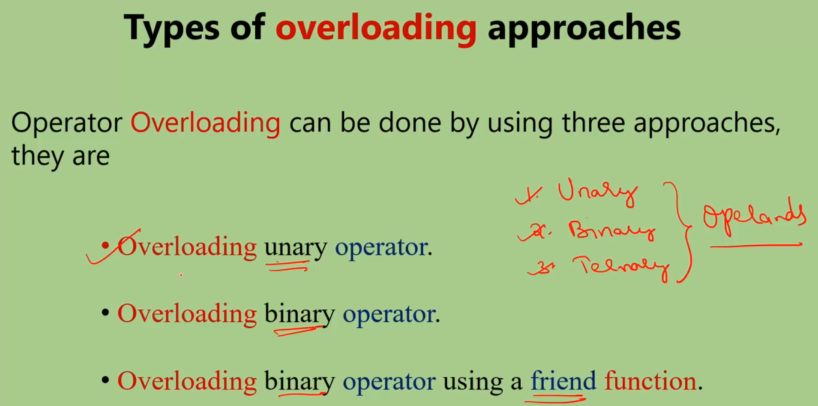 Types of overloading approaches
Operator Overloading can be done by using three approaches,
they are
1. Unary
2. Binary
3. Ternary
Operands
• Overloading unary operator.
• Overloading binary operator.
• Overloading binary operator using a friend function.